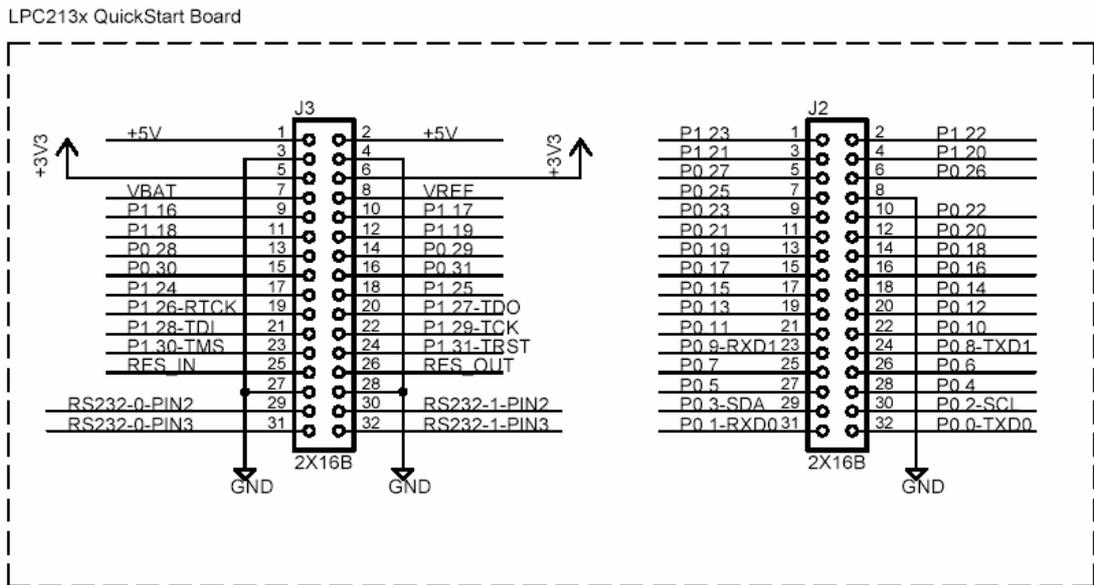 LPC213x QuickStart Board
J3 J2
+5V 1 2 +5V P1.23 1 2 P1.22
+3V3 3 4 +3V3 P1.21 3 4 P1.20
5 6 P0.27 5 6 P0.26
VBAT 7 8 VREF P0.25 7 8
P1.16 9 10 P1.17 P0.23 9 10 P0.22
P1.18 11 12 P1.19 P0.21 11 12 P0.20
P0.28 13 14 P0.29 P0.19 13 14 P0.18
P0.30 15 16 P0.31 P0.17 15 16 P0.16
P1.24 17 18 P1.25 P0.15 17 18 P0.14
P1.26-RTCK 19 20 P1.27-TDO P0.13 19 20 P0.12
P1.28-TDI 21 22 P1.29-TCK P0.11 21 22 P0.10
P1.30-TMS 23 24 P1.31-TRST P0.9-RXD1 23 24 P0.8-TXD1
RES_IN 25 26 RES_OUT P0.7 25 26 P0.6
27 28 P0.5 27 28 P0.4
RS232-0-PIN2 29 30 RS232-1-PIN2 P0.3-SDA 29 30 P0.2-SCL
RS232-0-PIN3 31 32 RS232-1-PIN3 P0.1-RXD0 31 32 P0.0-TXD0
2X16B 2X16B
GND GND GND